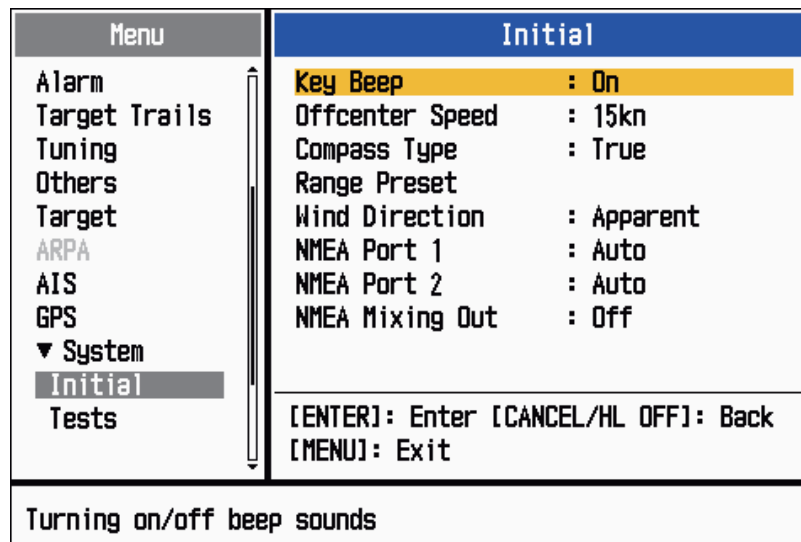 Menu
Alarm
Target Trails
Tuning
Others
Target
ARPA
AIS
GPS
▼ System
Initial
Tests
Initial
Key Beep : On
Offcenter Speed : 15kn
Compass Type : True
Range Preset
Wind Direction : Apparent
NMEA Port 1 : Auto
NMEA Port 2 : Auto
NMEA Mixing Out : Off
[ENTER]: Enter [CANCEL/HL OFF]: Back
[MENU]: Exit
Turning on/off beep sounds